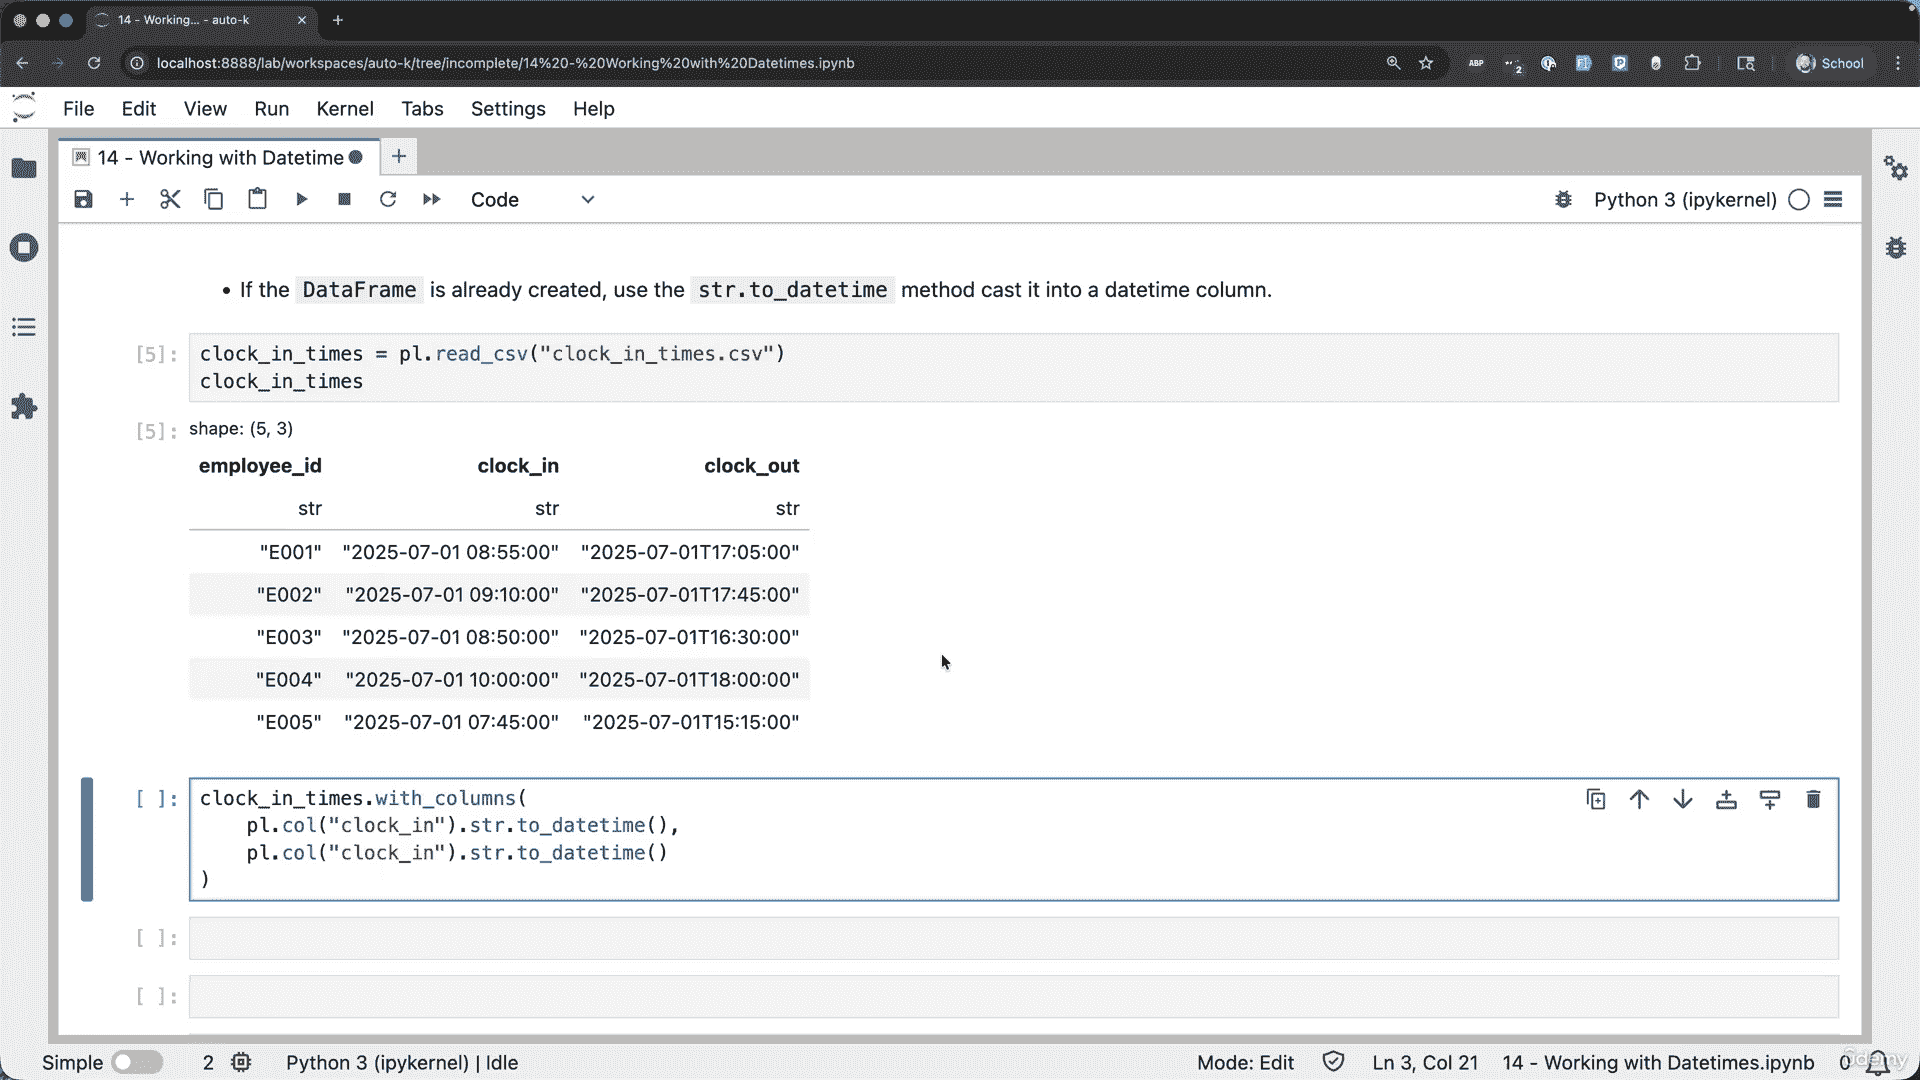 14 - Working... - auto-k
localhost:8888/lab/workspaces/auto-k/tree/incomplete/14%20-%20Working%20with%20Datetimes.ipynb
ABP
2
School
File Edit View Run Kernel Tabs Settings Help
14 - Working with Datetime
Code
Python 3 (ipykernel)
• If the DataFrame is already created, use the str.to_datetime method cast it into a datetime column.
[5]: clock_in_times = pl.read_csv("clock_in_times.csv")
clock_in_times
[5]: shape: (5, 3)
employee_id clock_in clock_out
str str str
"E001" "2025-07-01 08:55:00" "2025-07-01T17:05:00"
"E002" "2025-07-01 09:10:00" "2025-07-01T17:45:00"
"E003" "2025-07-01 08:50:00" "2025-07-01T16:30:00"
"E004" "2025-07-01 10:00:00" "2025-07-01T18:00:00"
"E005" "2025-07-01 07:45:00" "2025-07-01T15:15:00"
[ ]: clock_in_times.with_columns(
pl.col("clock_in").str.to_datetime(),
pl.col("clock_in").str.to_datetime()
)
[ ]:
[ ]:
Simple 2 Python 3 (ipykernel) | Idle Mode: Edit Ln 3, Col 21 14 - Working with Datetimes.ipynb 0
udemy